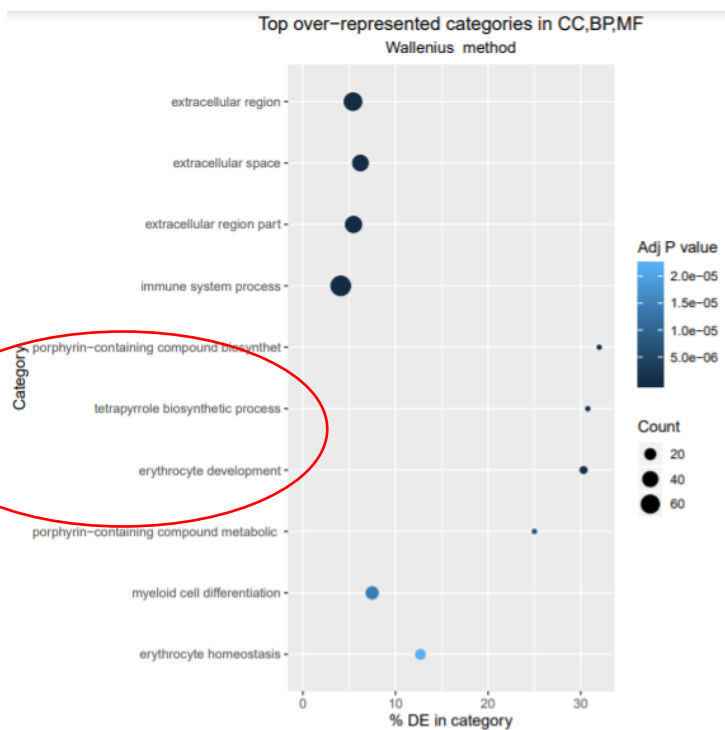 Top over-represented categories in CC,BP,MF
Wallenius method
extracellular region
extracellular space
extracellular region part
immune system process
porphyrin-containing compound biosynthet
tetrapyrrole biosynthetic process
erythrocyte development
porphyrin-containing compound metabolic
myeloid cell differentiation
erythrocyte homeostasis
Category
0 10 20 30
% DE in category
Adj P value
2.0e-05
1.5e-05
1.0e-05
5.0e-06
Count
20
40
60